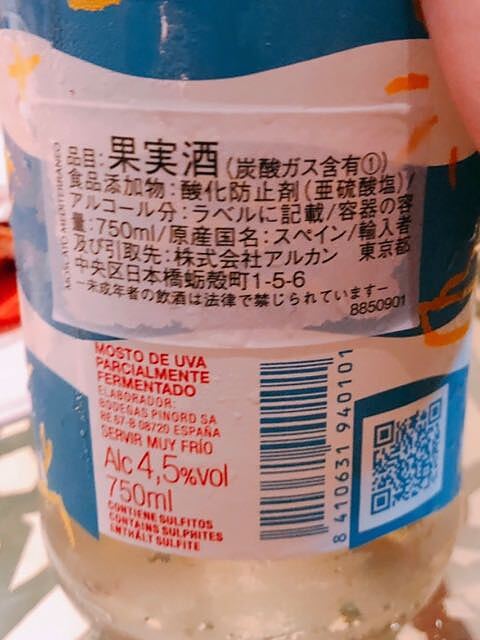 品目:果実酒(炭酸ガス含有①)
食品添加物:酸化防止剤(亜硫酸塩)/
アルコール分:ラベルに記載/容器の容
量:750ml/原産国名:スペイン/輸入者
及び引取先:株式会社アルカン 東京都
中央区日本橋蛎殻町1-5-6
ー未成年者の飲酒は法律で禁じられていますー
8850901
MOSCATO MEDITERRANEO
MOSTO DE UVA
PARCIALMENTE
FERMENTADO
ELABORADOR:
BODEGAS PINORD SA
RE 67-B 08720 ESPAÑA
SERVIR MUY FRÍO
Alc 4,5%vol
750ml
CONTIENE SULFITOS
CONTAINS SULPHITES
ENTHÄLT SULFITE
8 410631 940101